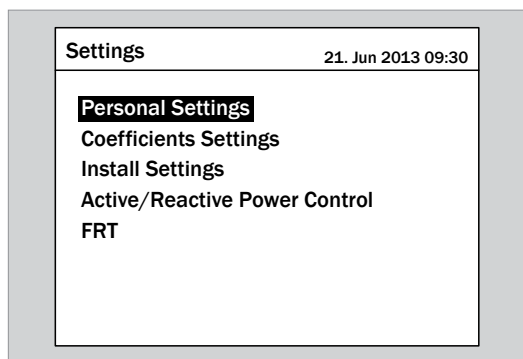 Settings
21. Jun 2013 09:30
Personal Settings
Coefficients Settings
Install Settings
Active/Reactive Power Control
FRT